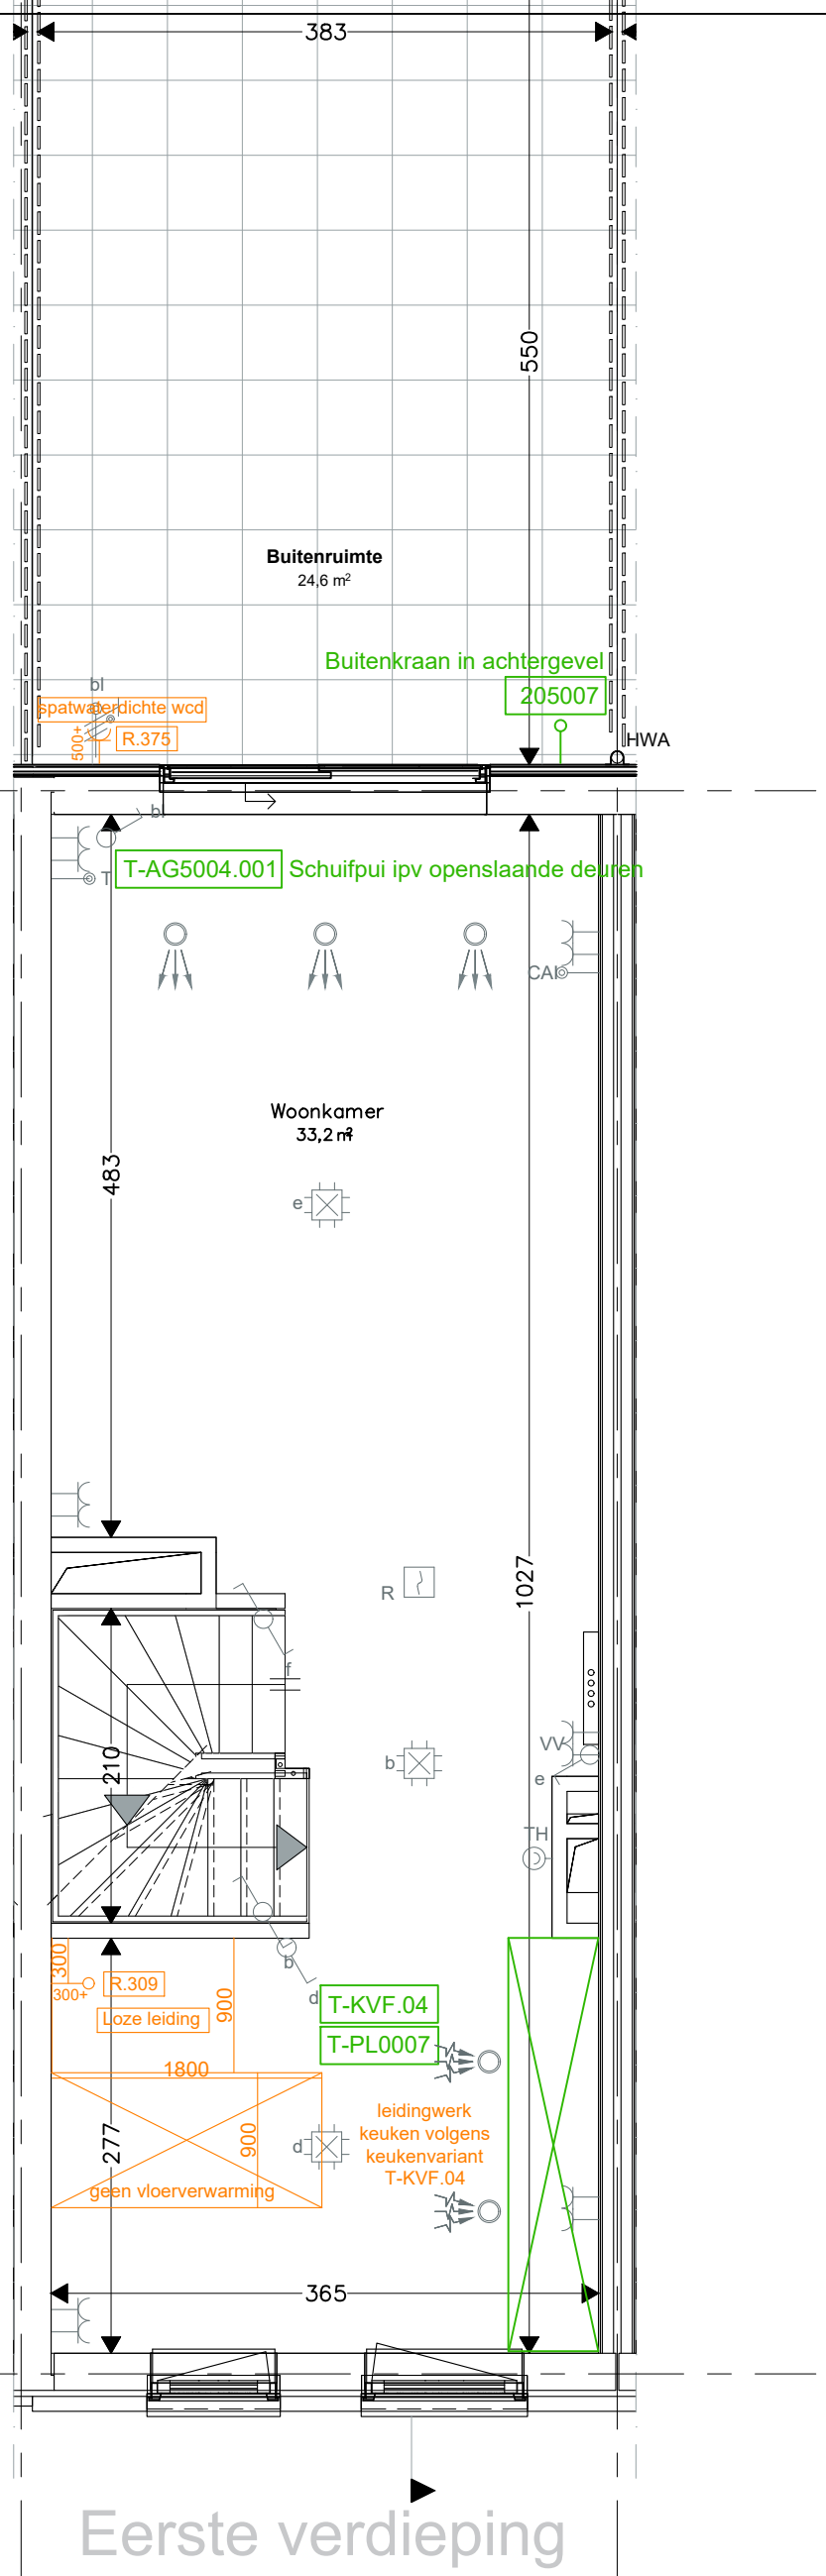 383
550
Buitenruimte
24,6 m²
Buitenkraan in achtergevel
205007
bl
spatwaterdichte wcd
500+
R.375
HWA
bl
T-AG5004.001 Schuifpui ipv openslaande deuren
T
CAI
Woonkamer
33,2 m²
483
e
1027
R
f
210
VV
b
e
TH
300
300+
R.309
Loze leiding
900
b
d
T-KVF.04
T-PL0007
1800
277
900
d
leidingwerk
keuken volgens
keukenvariant
T-KVF.04
geen vloerverwarming
365
Eerste verdieping